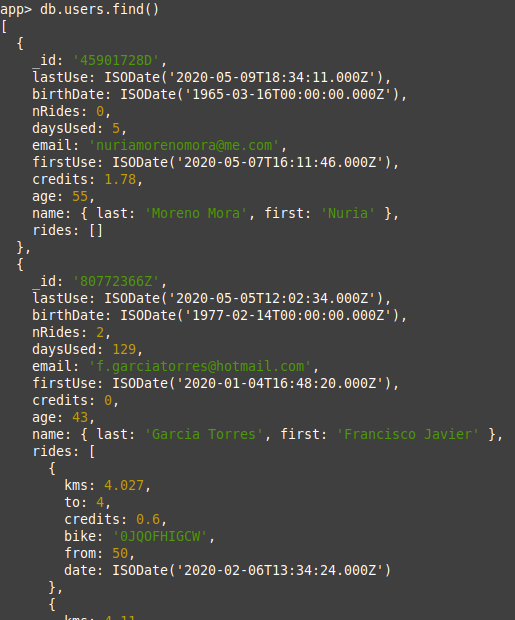 app> db.users.find()
[
  {
    _id: '45901728D',
    lastUse: ISODate('2020-05-09T18:34:11.000Z'),
    birthDate: ISODate('1965-03-16T00:00:00.000Z'),
    nRides: 0,
    daysUsed: 5,
    email: 'nuriamorenomora@me.com',
    firstUse: ISODate('2020-05-07T16:11:46.000Z'),
    credits: 1.78,
    age: 55,
    name: { last: 'Moreno Mora', first: 'Nuria' },
    rides: []
  },
  {
    _id: '80772366Z',
    lastUse: ISODate('2020-05-05T12:02:34.000Z'),
    birthDate: ISODate('1977-02-14T00:00:00.000Z'),
    nRides: 2,
    daysUsed: 129,
    email: 'f.garciatorres@hotmail.com',
    firstUse: ISODate('2020-01-04T16:48:20.000Z'),
    credits: 0,
    age: 43,
    name: { last: 'Garcia Torres', first: 'Francisco Javier' },
    rides: [
      {
        kms: 4.027,
        to: 4,
        credits: 0.6,
        bike: '0JQOFHIGCW',
        from: 50,
        date: ISODate('2020-02-06T13:34:24.000Z')
      },
      {
        kms: 4.11,